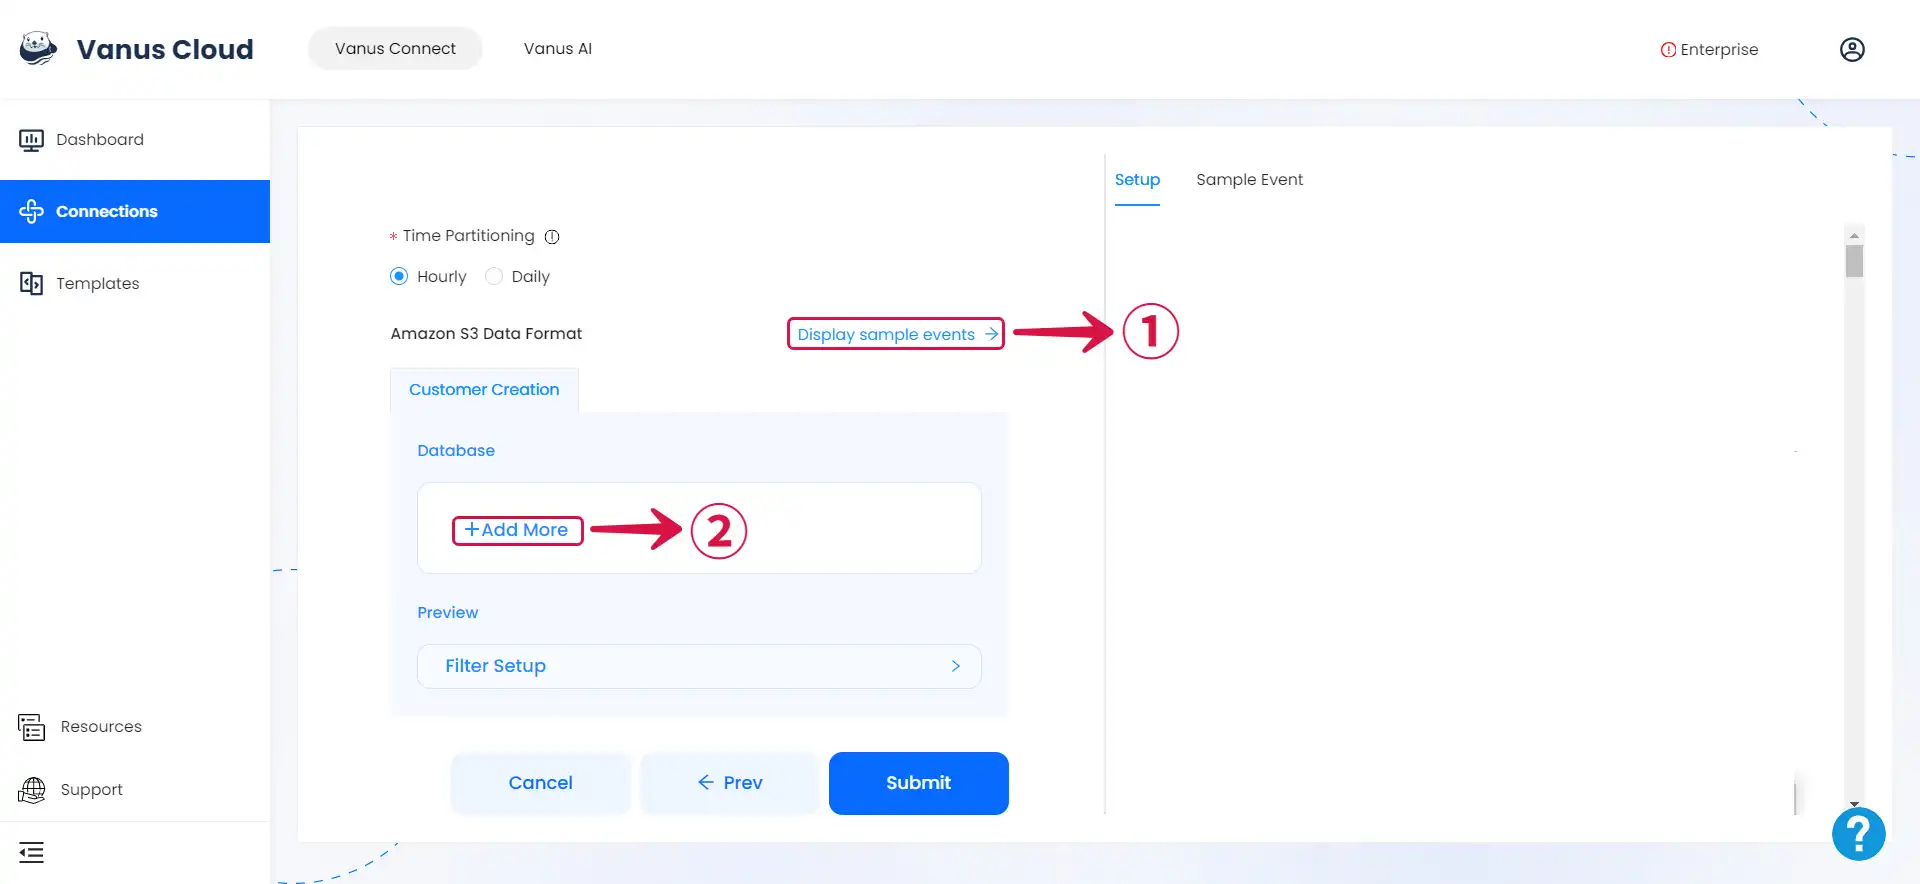 Vanus Cloud
Vanus Connect
Vanus AI
Enterprise
Dashboard
Connections
Templates
Resources
Support
* Time Partitioning
Hourly
Daily
Amazon S3 Data Format
Display sample events →
1
Customer Creation
Database
+Add More
2
Preview
Filter Setup >
Cancel
← Prev
Submit
Setup
Sample Event
?